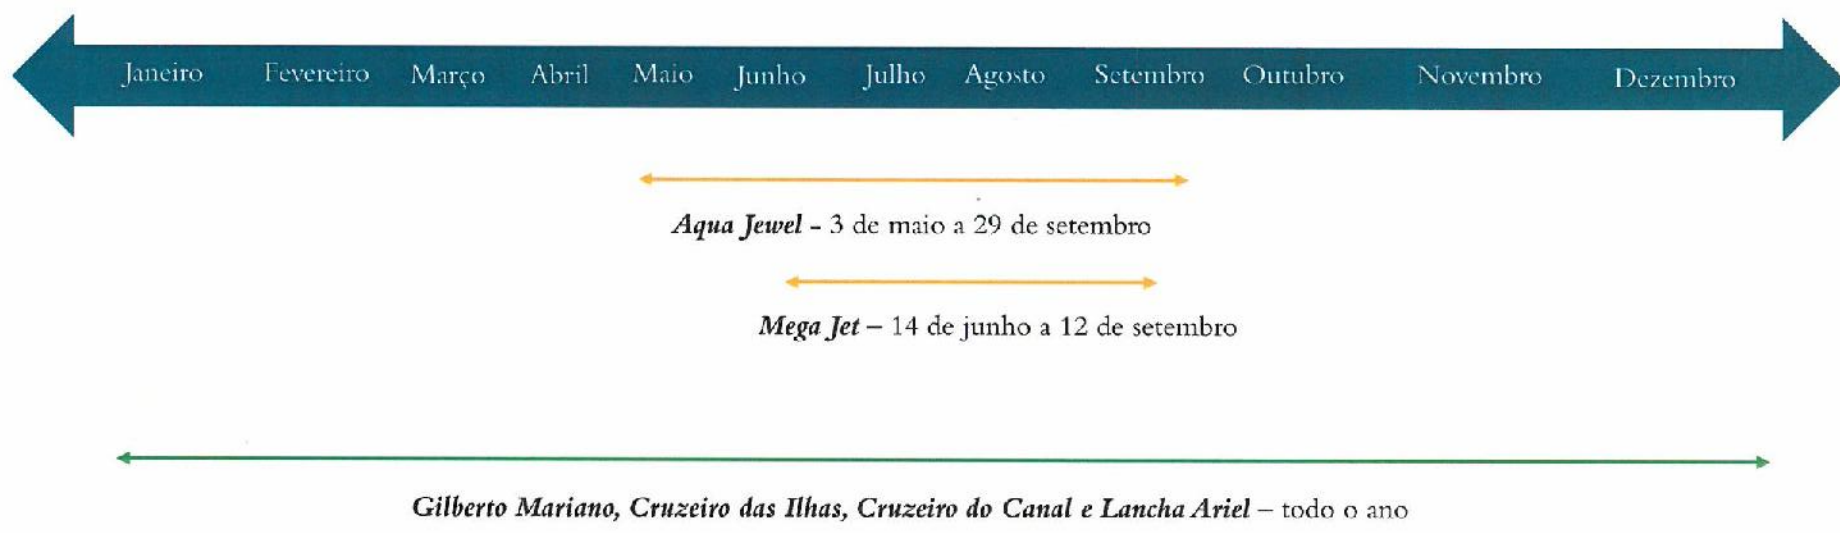 Janeiro Fevereiro Março Abril Maio Junho Julho Agosto Setembro Outubro Novembro Dezembro
Aqua Jewel - 3 de maio a 29 de setembro
Mega Jet – 14 de junho a 12 de setembro
Gilberto Mariano, Cruzeiro das Ilhas, Cruzeiro do Canal e Lancha Ariel – todo o ano